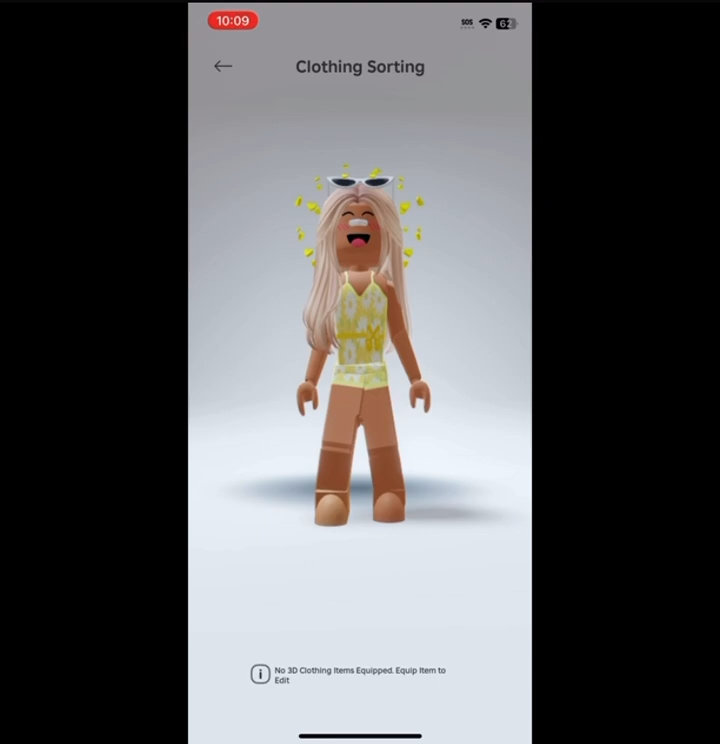 10:09
SOS
62
Clothing Sorting
No 3D Clothing Items Equipped. Equip Item to
Edit